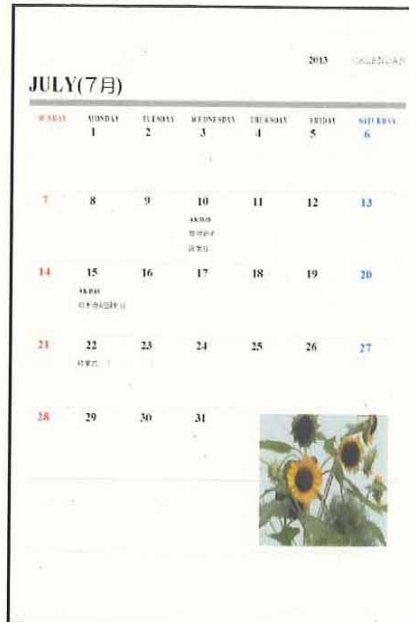 2013 CALENDAR
JULY(7月)
SUNDAY MONDAY TUESDAY WEDNESDAY THURSDAY FRIDAY SATURDAY
1 2 3 4 5 6
7 8 9 10 11 12 13
14 15 16 17 18 19 20
21 22 23 24 25 26 27
28 29 30 31